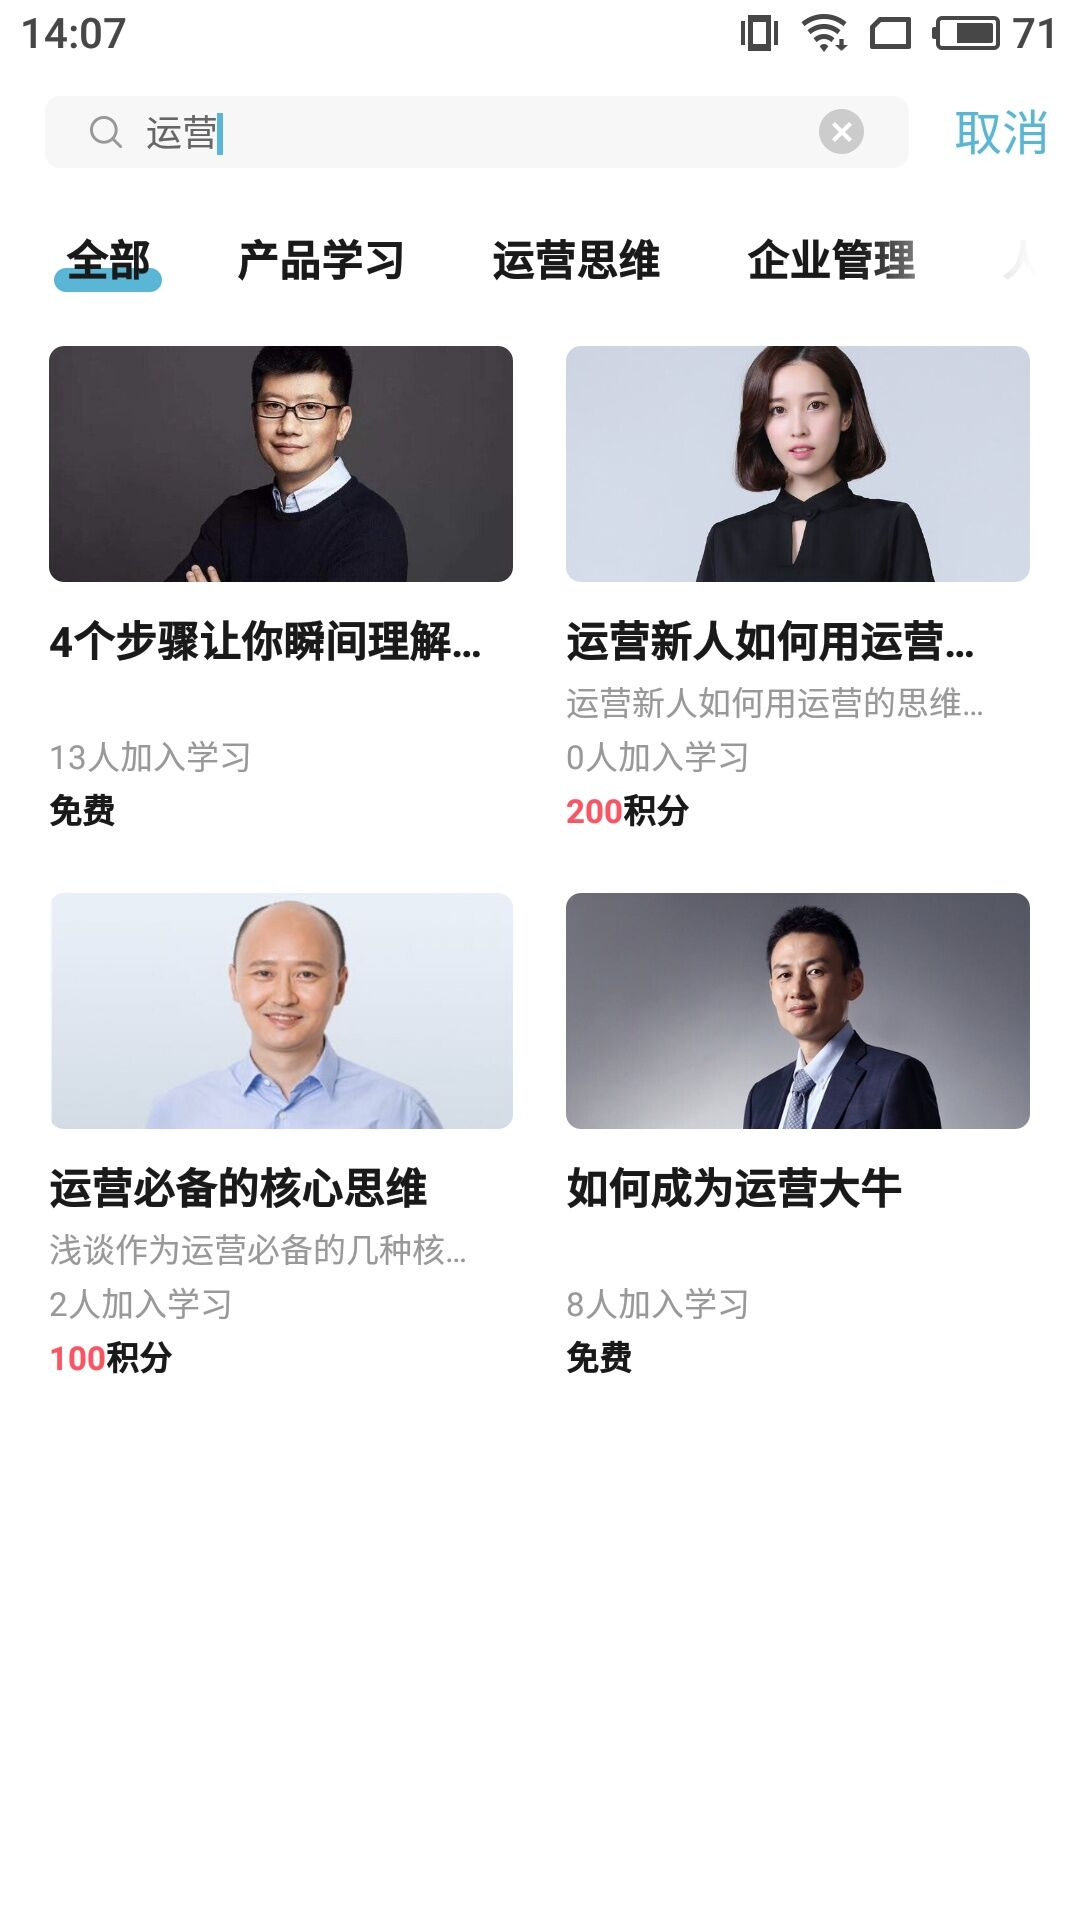 14:07 71
运营 取消
全部 产品学习 运营思维 企业管理 人
4个步骤让你瞬间理解...
13人加入学习
免费
运营新人如何用运营...
运营新人如何用运营的思维...
0人加入学习
200积分
运营必备的核心思维
浅谈作为运营必备的几种核...
2人加入学习
100积分
如何成为运营大牛
8人加入学习
免费